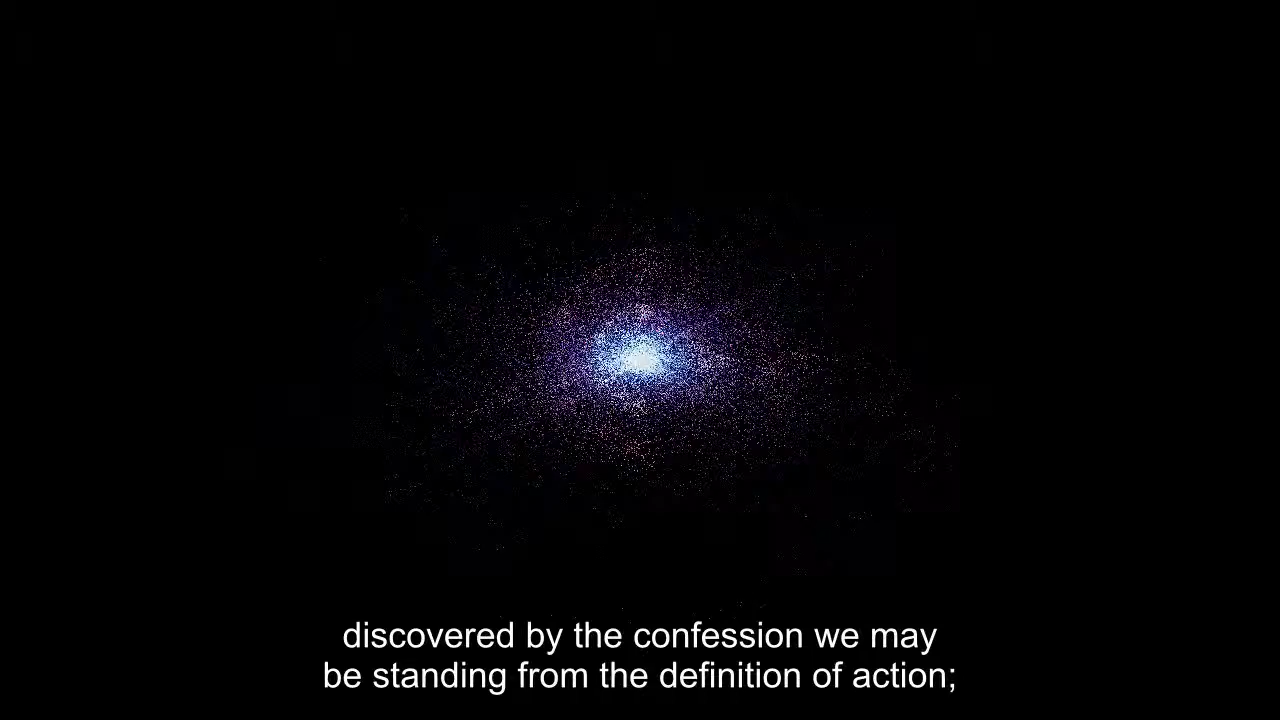 discovered by the confession we may
be standing from the definition of action;